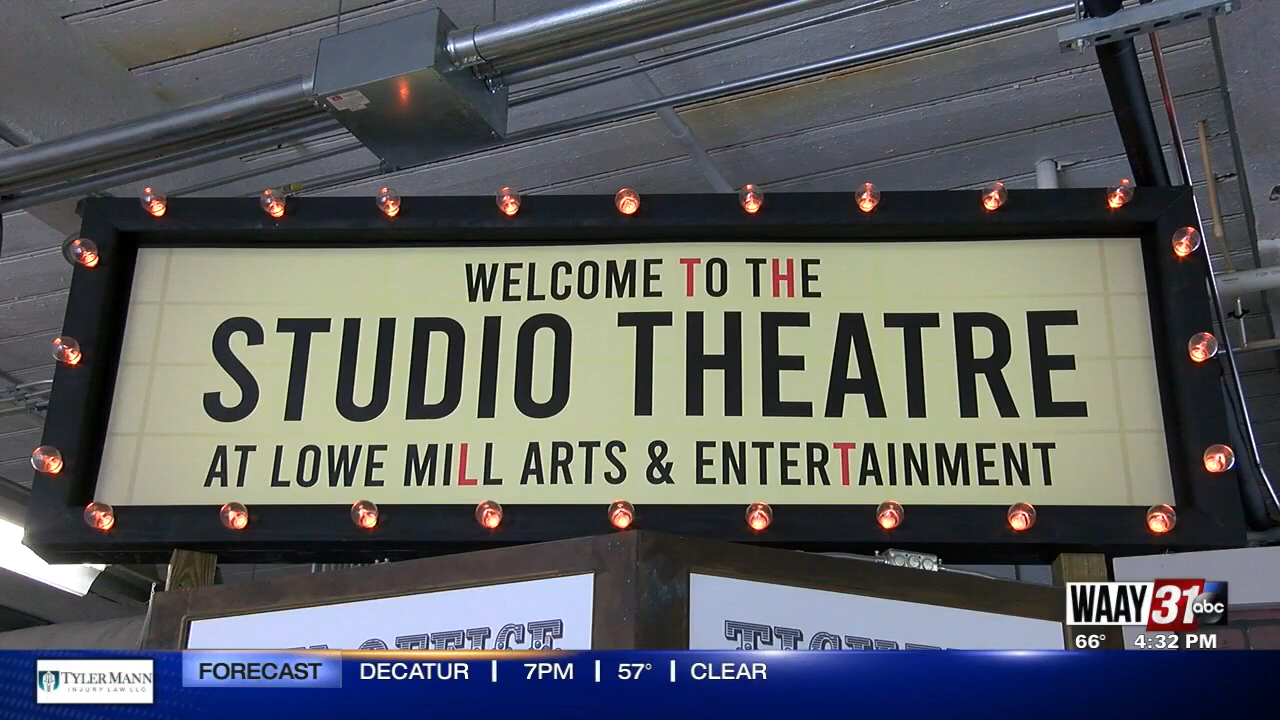 WELCOME TO THE
STUDIO THEATRE
AT LOWE MILL ARTS & ENTERTAINMENT
OFFICE
WAAY 31 abc
66° 4:32 PM
TYLER MANN
INJURY LAW LLC
FORECAST DECATUR | 7PM | 57° | CLEAR